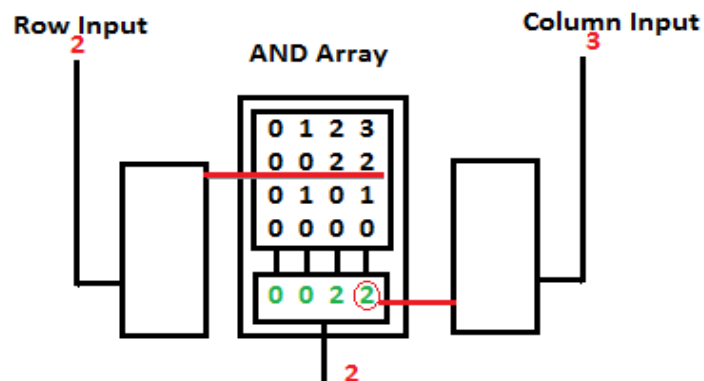 Row Input
2
Column Input
3
AND Array
0 1 2 3
0 0 2 2
0 1 0 1
0 0 0 0
0 0 2 2
2